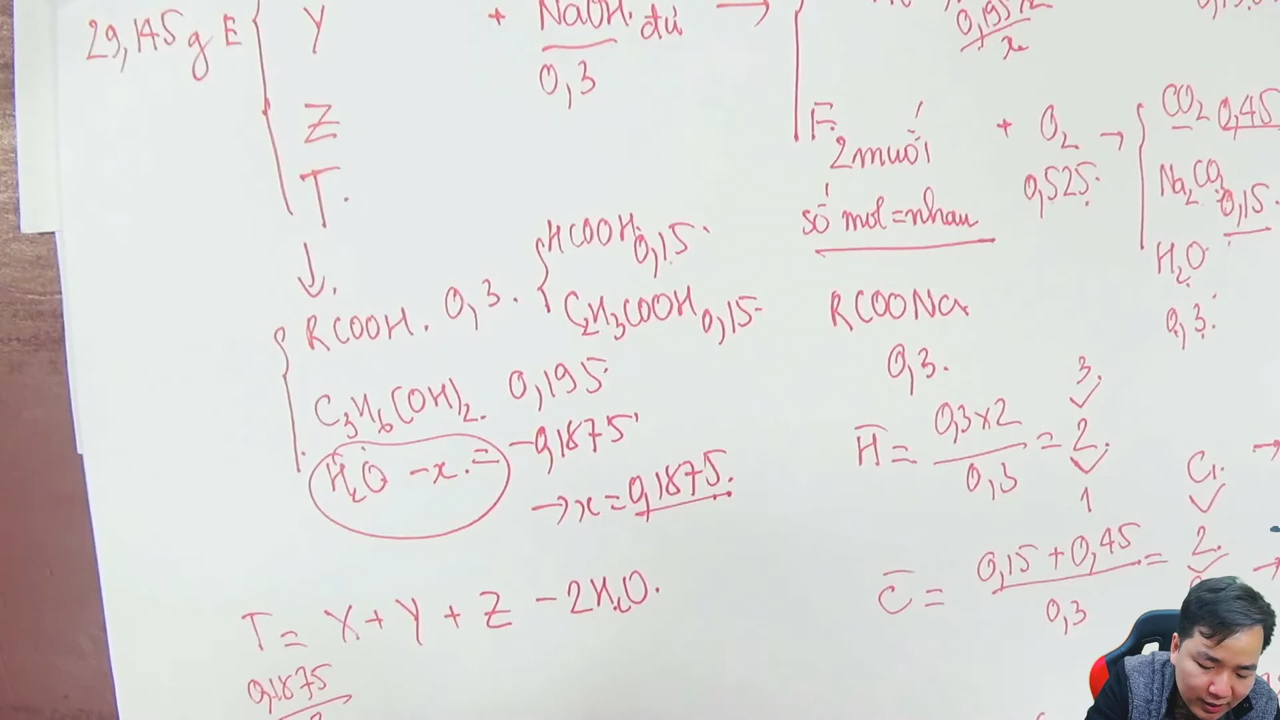 29,145 g E { Y + NaOH đủ → 0,195×2
0,3 x
Z
T.
F. + O2 → CO2 0,45
2 muối 0,525. Na2CO3 0,15.
số mol = nhau H2O
0,3.
↓
RCOOH. 0,3. { HCOOH 0,15
C2H3COOH 0,15
C3H6(OH)2. 0,195
H2O -x. = -0,1875
→ x = 0,1875.
RCOONa
0,3.
3.
H̄ = 0,3×2 / 0,3 = 2.
1
C1.
C̄ = 0,15+0,45 / 0,3 = 2.
T = X + Y + Z - 2H2O.
0,1875